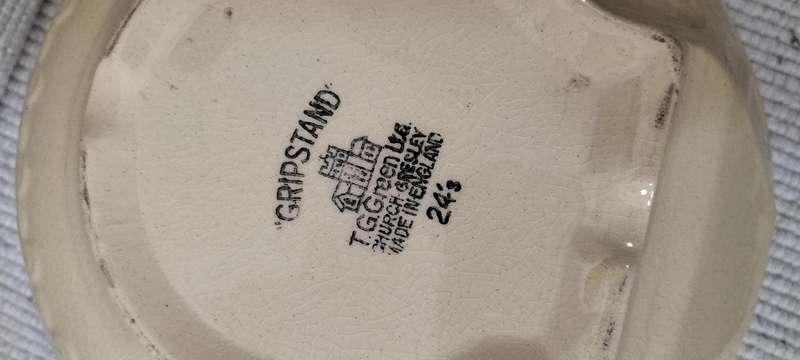 "GRIPSTAND"
T.G Green Ltd.
CHURCH GRESLEY
MADE IN ENGLAND
24's